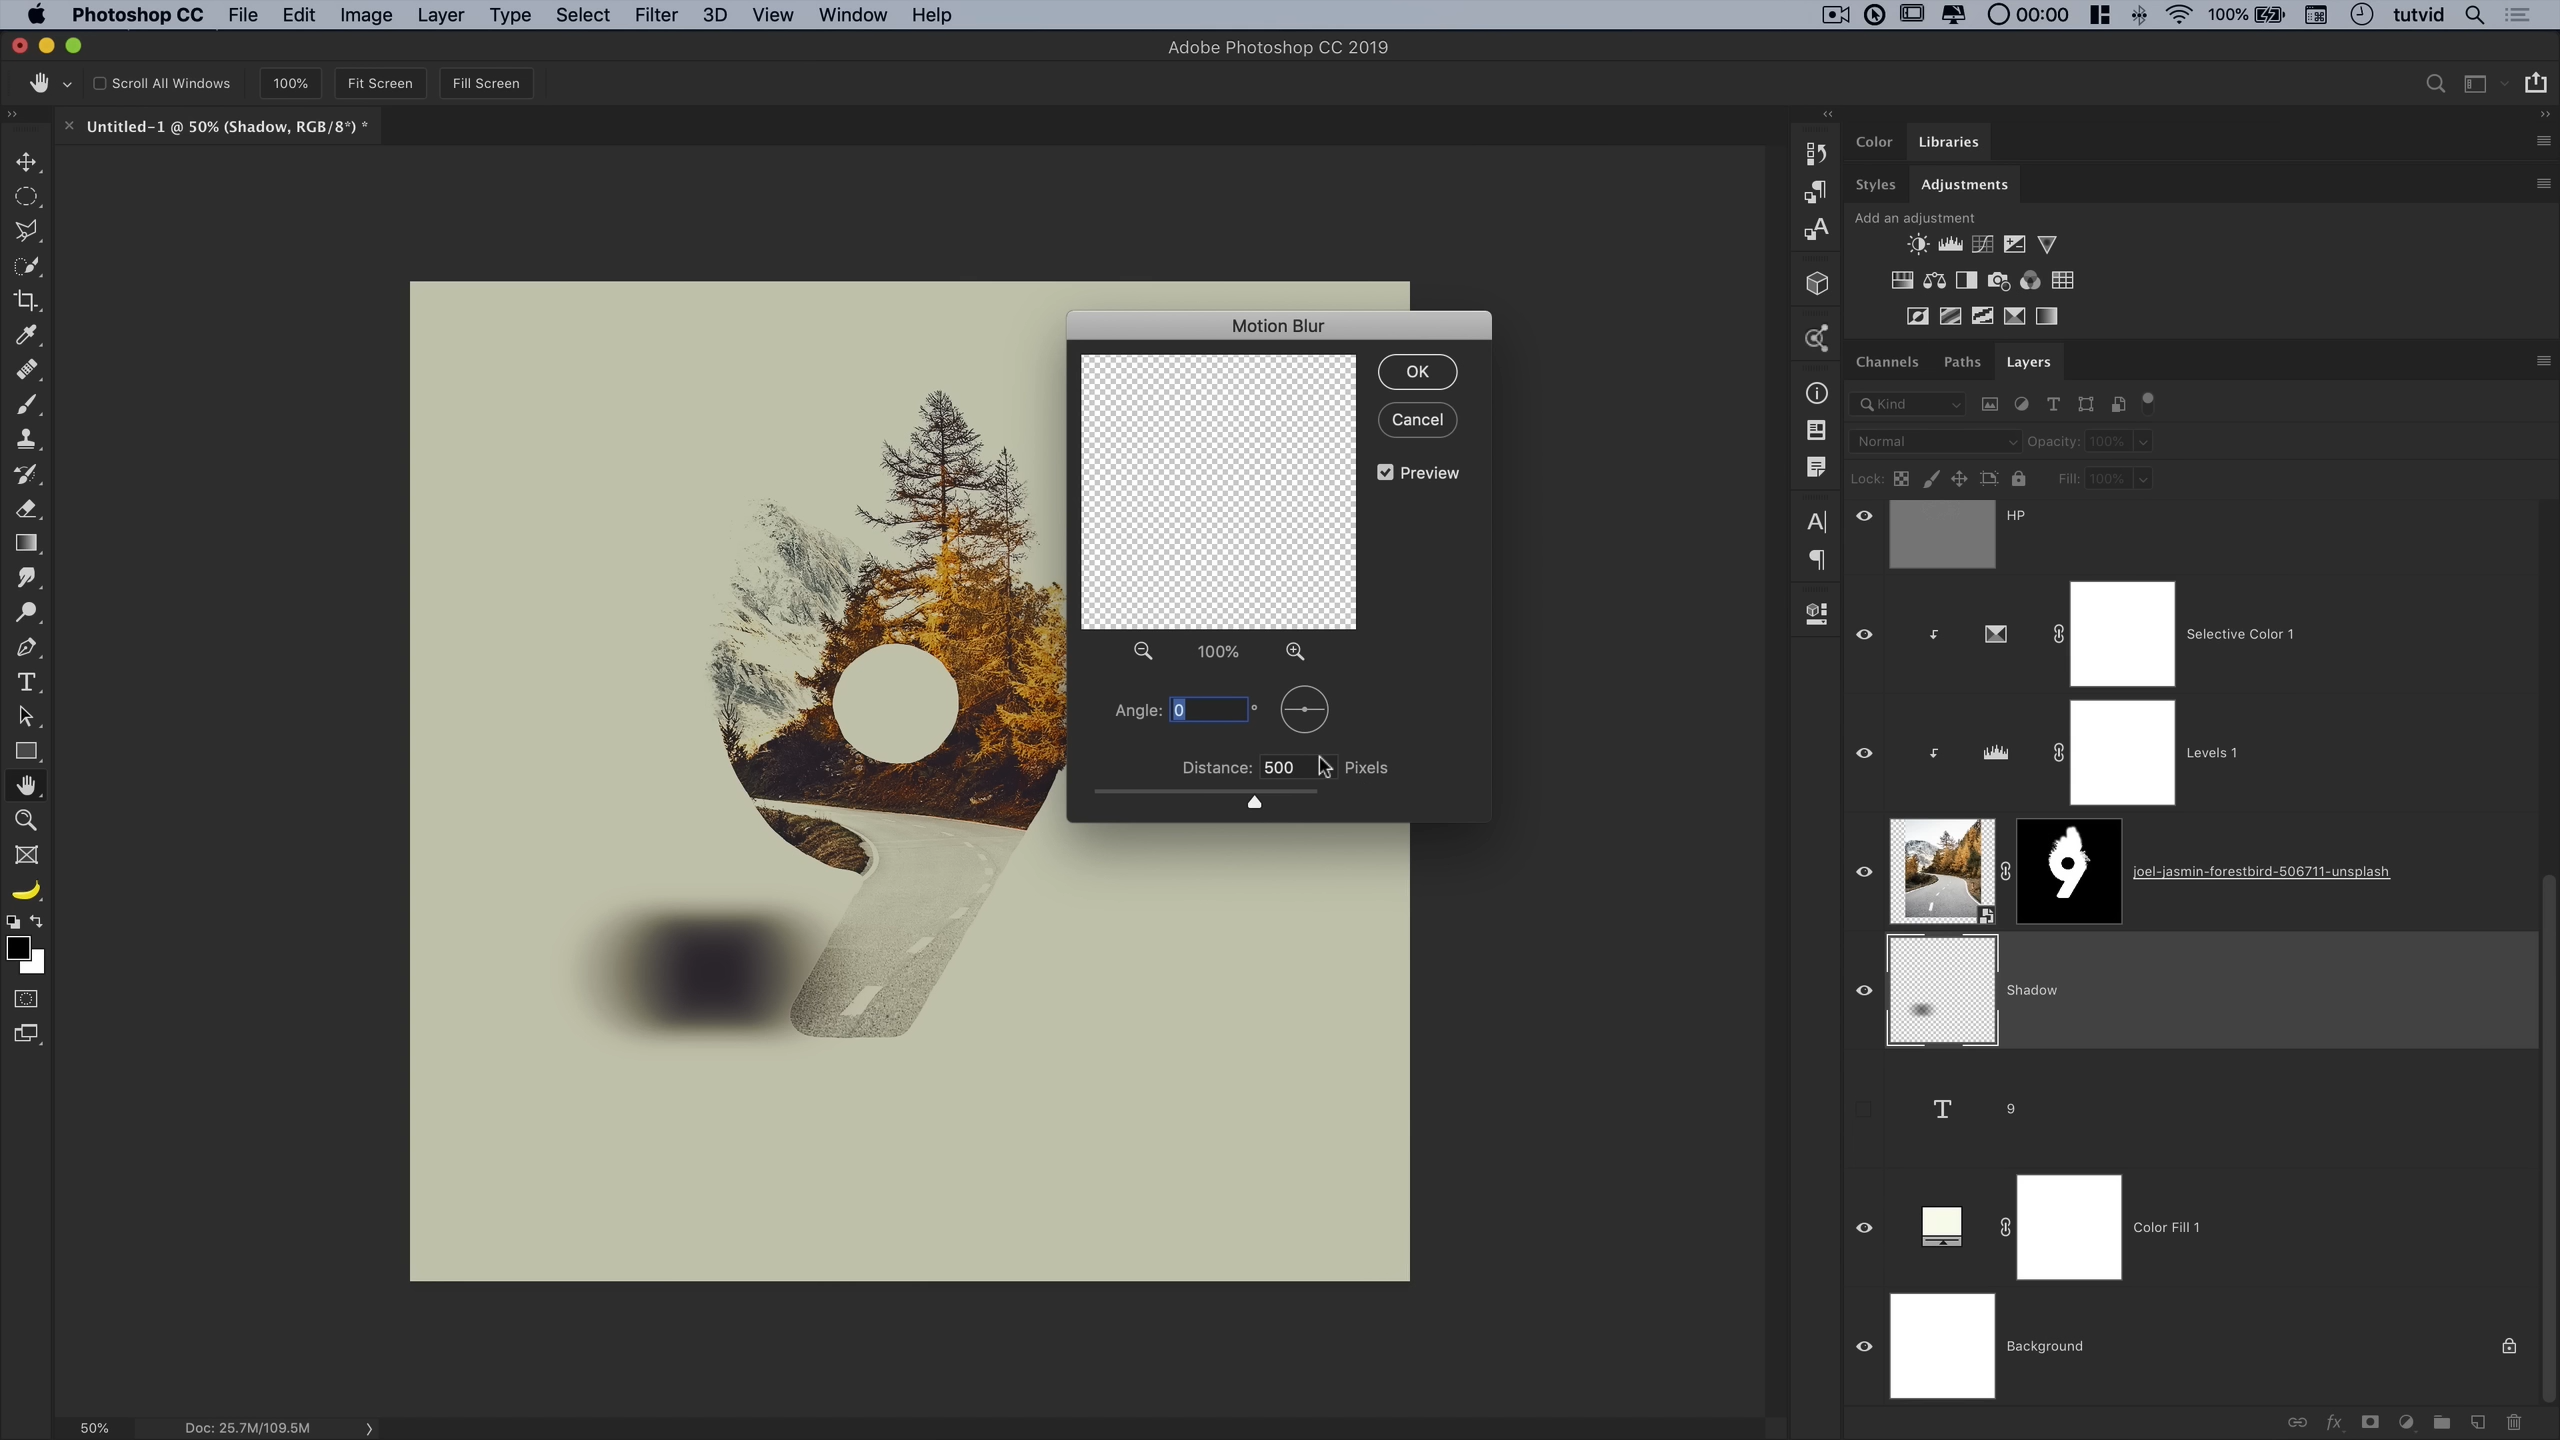 Photoshop CC File Edit Image Layer Type Select Filter 3D View Window Help 00:00 100% tutvid
Adobe Photoshop CC 2019
Scroll All Windows 100% Fit Screen Fill Screen
Untitled-1 @ 50% (Shadow, RGB/8*) *
Color Libraries
Styles Adjustments
Add an adjustment
Channels Paths Layers
Kind
Normal Opacity: 100%
Lock: Fill: 100%
HP
Selective Color 1
Levels 1
joel-jasmin-forestbird-506711-unsplash
Shadow
9
Color Fill 1
Background
Motion Blur
OK
Cancel
Preview
100%
Angle: 0 °
Distance: 500 Pixels
50% Doc: 25.7M/109.5M